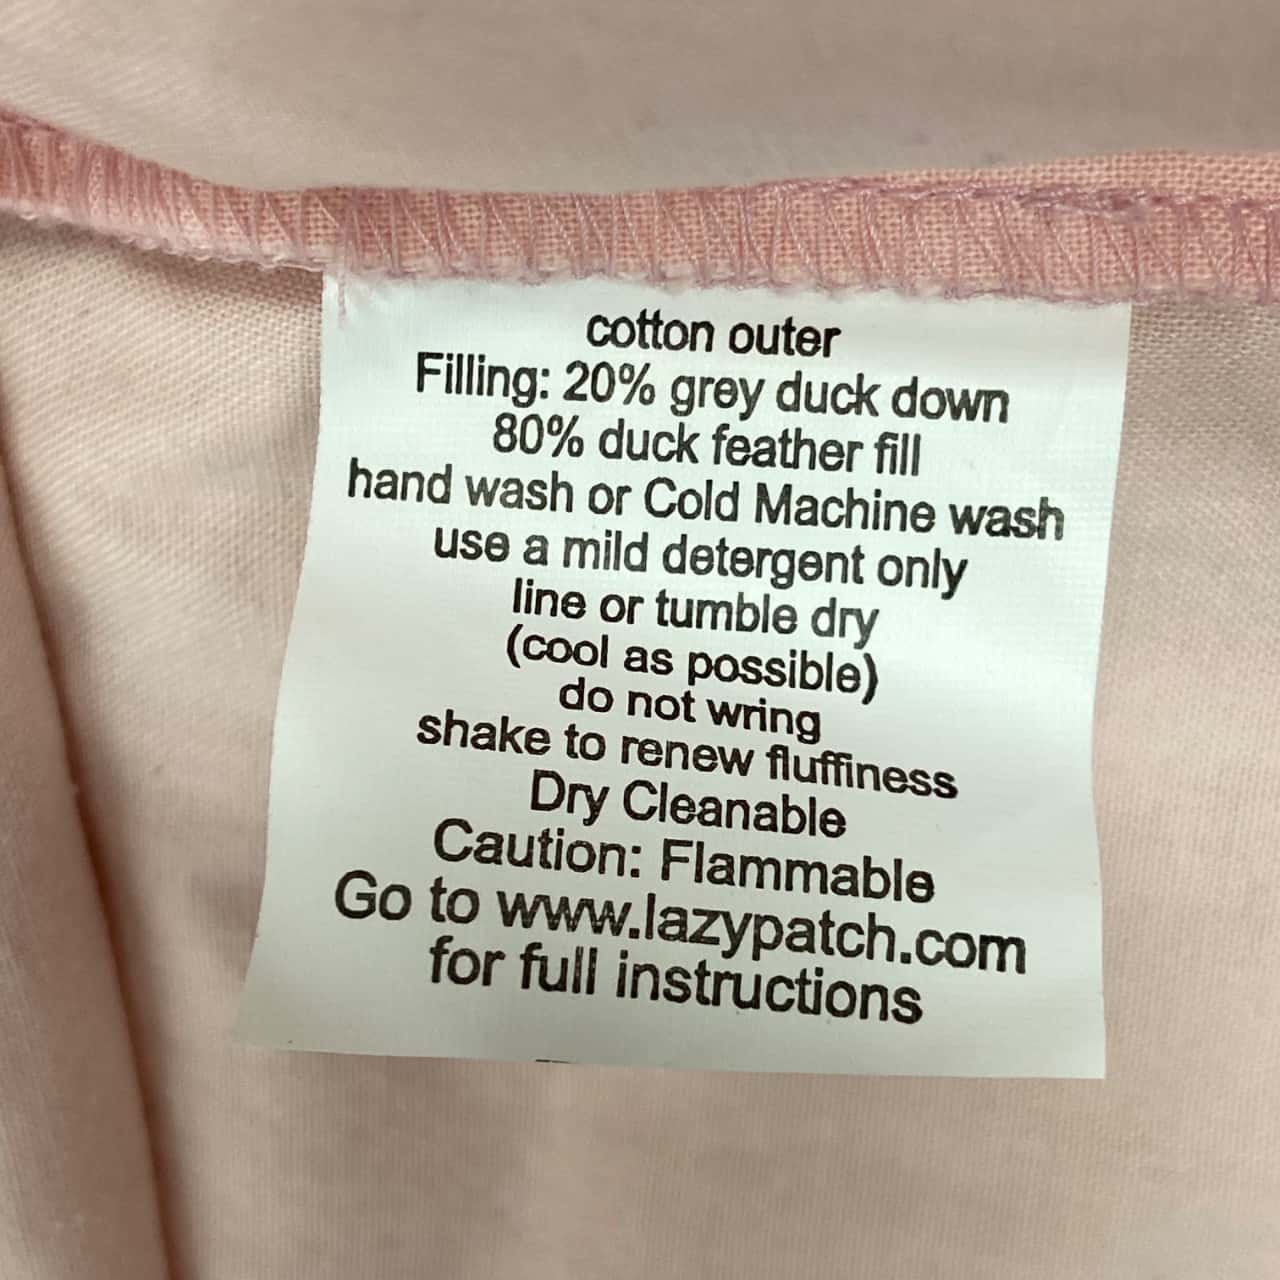 cotton outer
Filling: 20% grey duck down
80% duck feather fill
hand wash or Cold Machine wash
use a mild detergent only
line or tumble dry
(cool as possible)
do not wring
shake to renew fluffiness
Dry Cleanable
Caution: Flammable
Go to www.lazypatch.com
for full instructions